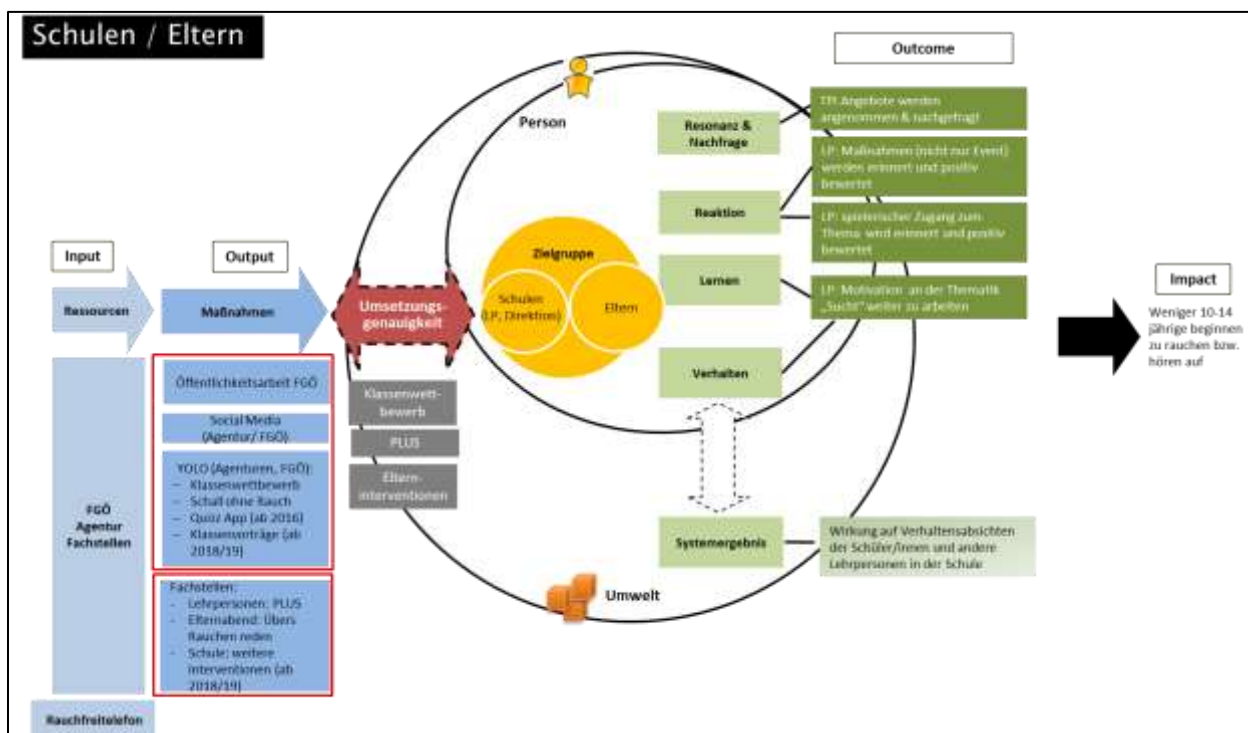 Schulen / Eltern
Input
Ressourcen
FGÖ
Agentur
Fachstellen
Rauchfreitelefon
Output
Maßnahmen
Öffentlichkeitsarbeit FGÖ
Social Media
(Agentur/ FGÖ)
YOLO (Agenturen, FGÖ):
– Klassenwettbewerb
– Schall ohne Rauch
– Quizz App (ab 2016)
– Klassenvorträge (ab
2018/19)
Fachstellen:
- Lehrpersonen: PLUS
- Elternabend: Übers
Rauchen reden
- Schule: weitere
Interventionen (ab
2018/19)
Umsetzungs-
genauigkeit
Klassenwett-
bewerb
PLUS
Eltern-
interventionen
Person
Zielgruppe
Schulen
(LP, Direktion)
Eltern
Umwelt
Resonanz &
Nachfrage
Reaktion
Lernen
Verhalten
Systemergebnis
Outcome
Angebote werden
angenommen & nachgefragt
LP: Maßnahmen (nicht nur Event)
werden erinnert und positiv
bewertet
LP: spielerischer Zugang zum
Thema wird erinnert und positiv
bewertet
LP: Motivation an der Thematik
„Sucht“ weiter zu arbeiten
Wirkung auf Verhaltensabsichten
der Schüler/innen und andere
Lehrpersonen in der Schule
Impact
Weniger 10-14
jährige beginnen
zu rauchen bzw.
hören auf